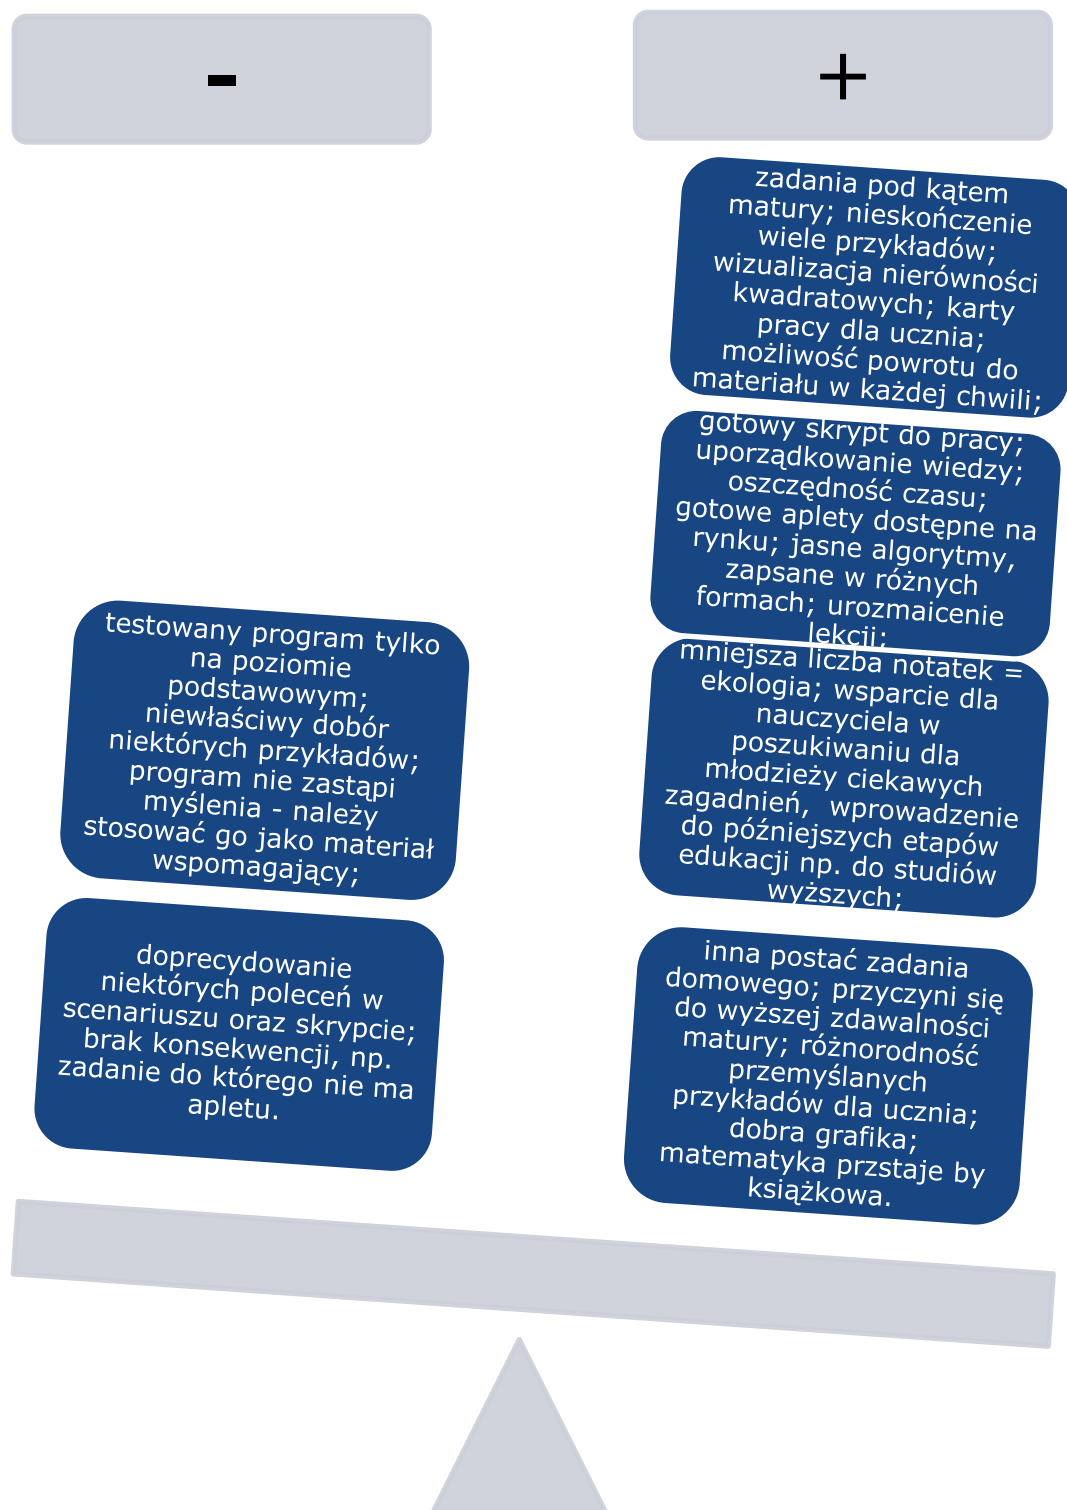 -
+
zadania pod kątem
matury; nieskończenie
wiele przykładów;
wizualizacja nierówności
kwadratowych; karty
pracy dla ucznia;
możliwość powrotu do
materiału w każdej chwili;
gotowy skrypt do pracy;
uporządkowanie wiedzy;
oszczędność czasu;
gotowe aplety dostępne na
rynku; jasne algorytmy,
zapsane w różnych
formach; urozmaicenie
lekcji;
testowany program tylko
na poziomie
podstawowym;
niewłaściwy dobór
niektórych przykładów;
program nie zastąpi
myślenia - należy
stosować go jako materiał
wspomagający;
mniejsza liczba notatek =
ekologia; wsparcie dla
nauczyciela w
poszukiwaniu dla
młodzieży ciekawych
zagadnień, wprowadzenie
do późniejszych etapów
edukacji np. do studiów
wyższych;
doprecydowanie
niektórych poleceń w
scenariuszu oraz skrypcie;
brak konsekwencji, np.
zadanie do którego nie ma
apletu.
inna postać zadania
domowego; przyczyni się
do wyższej zdawalności
matury; różnorodność
przemyślanych
przykładów dla ucznia;
dobra grafika;
matematyka przstaje by
książkowa.